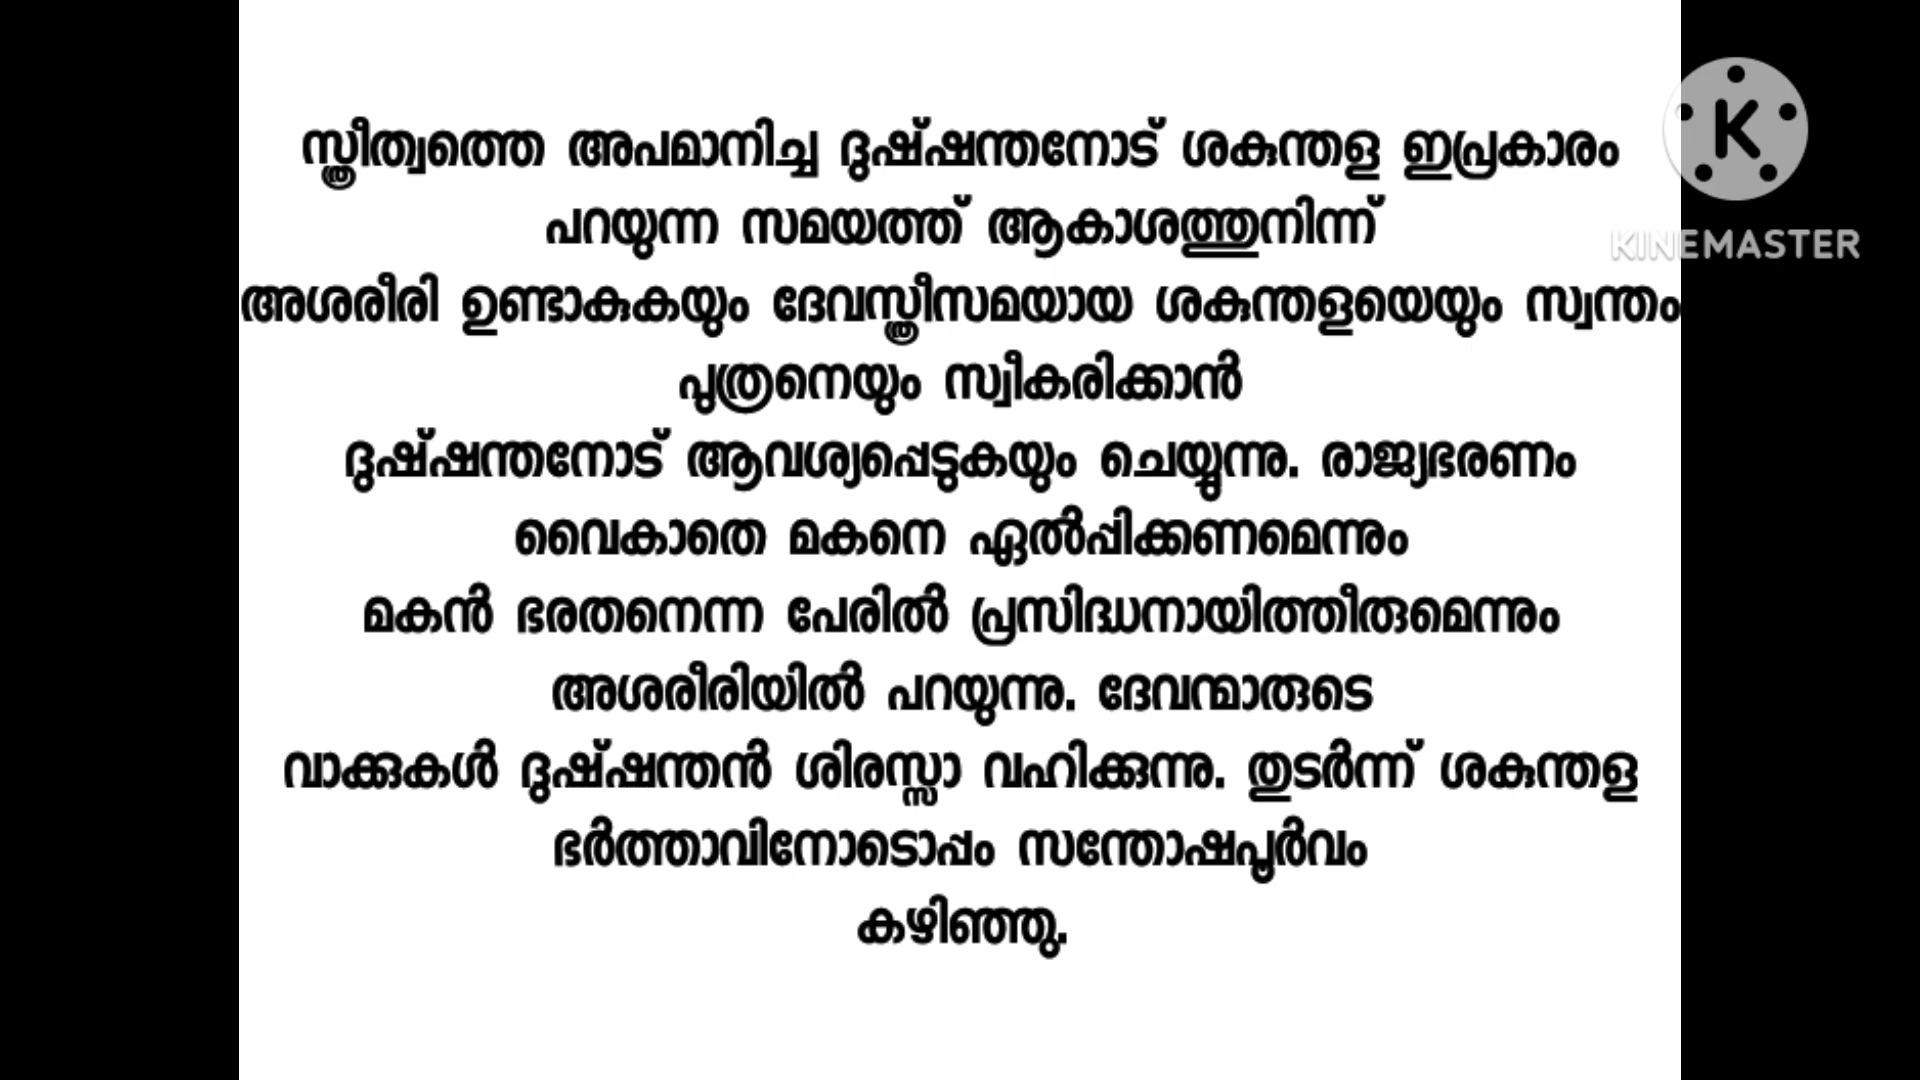 സ്ത്രീത്വത്തെ അപമാനിച്ച ദുഷ്ഷന്തനോട് ശകുന്തള ഇപ്രകാരം
പറയുന്ന സമയത്ത് ആകാശത്തുനിന്ന്
അശരീരി ഉണ്ടാകുകയും ദേവസ്ത്രീസമയായ ശകുന്തളയെയും സ്വന്തം
പുത്രനെയും സ്വീകരിക്കാൻ
ദുഷ്ഷന്തനോട് ആവശ്യപ്പെടുകയും ചെയ്യുന്നു. രാജ്യഭരണം
വൈകാതെ മകനെ ഏൽപ്പിക്കണമെന്നും
മകൻ ഭരതനെന്ന പേരിൽ പ്രസിദ്ധനായിത്തീരുമെന്നും
അശരീരിയിൽ പറയുന്നു. ദേവന്മാരുടെ
വാക്കുകൾ ദുഷ്ഷന്തൻ ശിരസ്സാ വഹിക്കുന്നു. തുടർന്ന് ശകുന്തള
ഭർത്താവിനോടൊപ്പം സന്തോഷപൂർവം
കഴിഞ്ഞു.
K
KINEMASTER